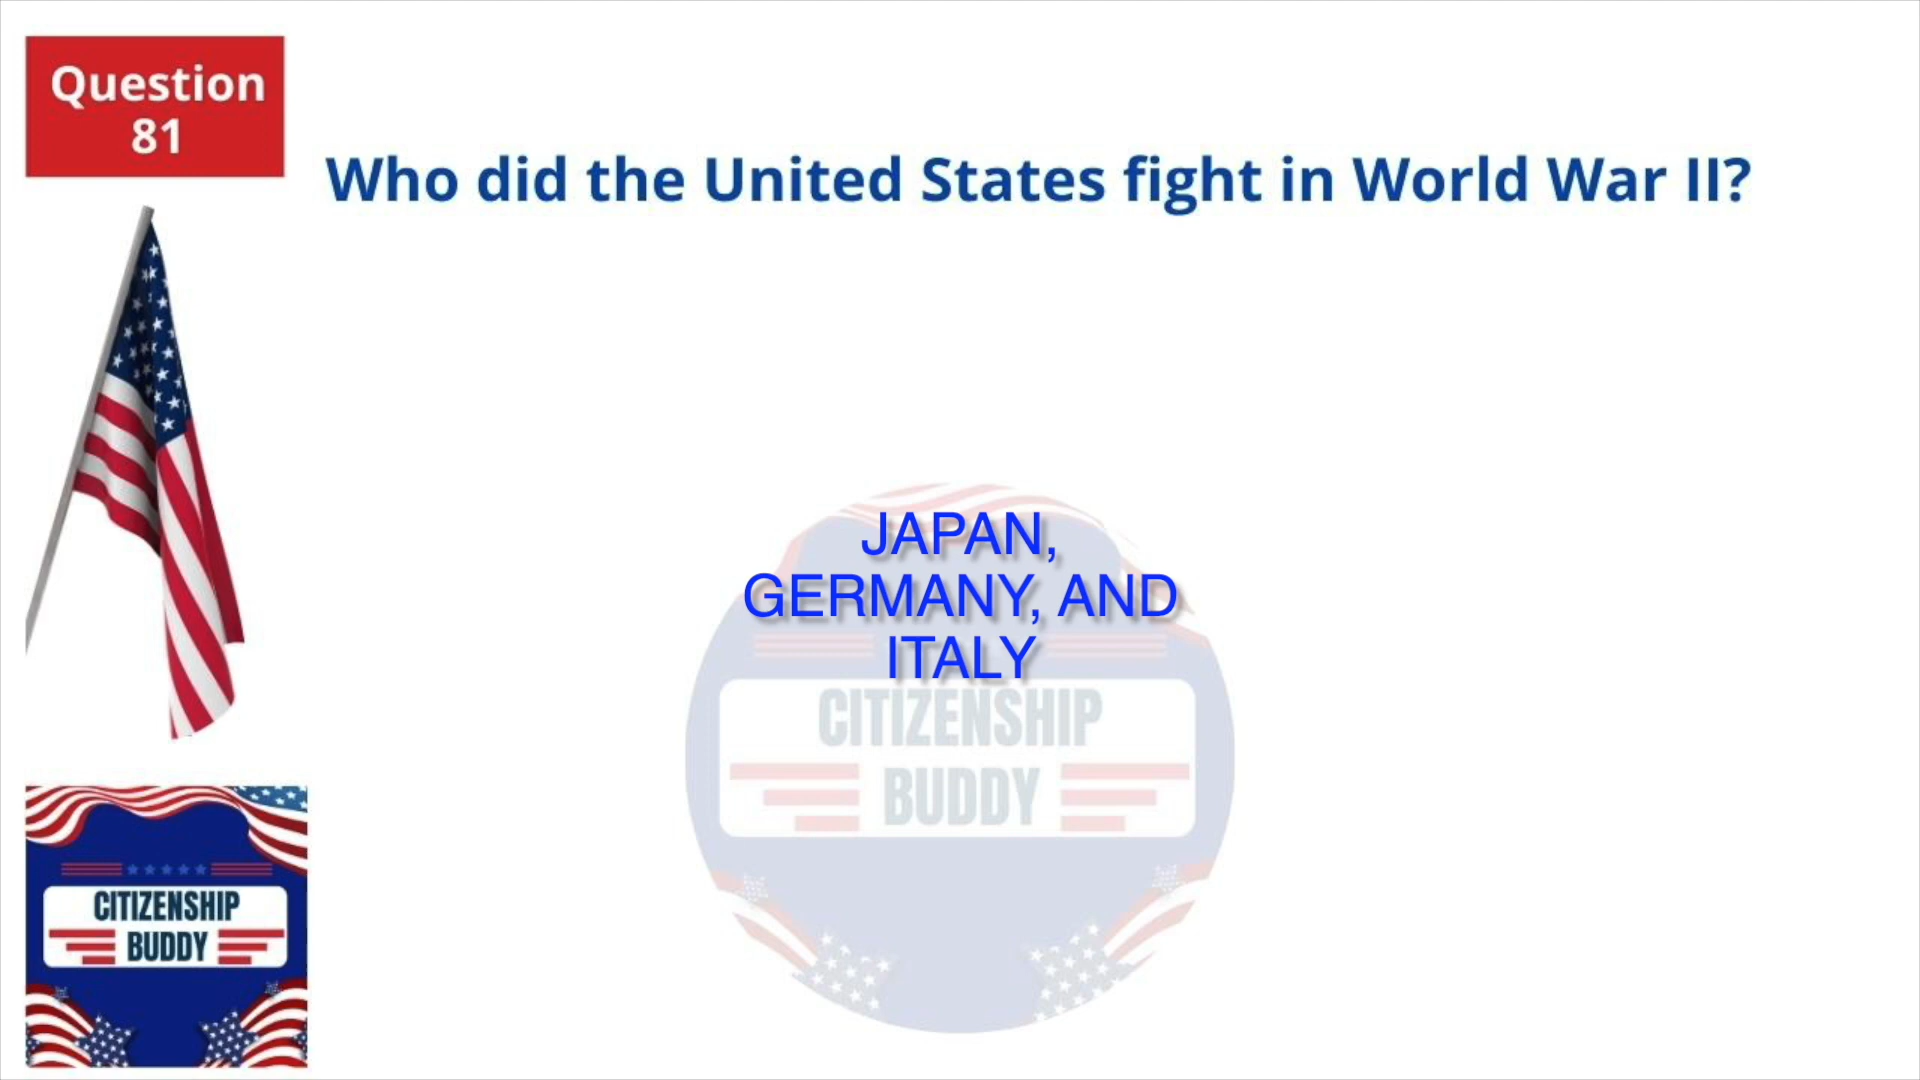 Question
81
Who did the United States fight in World War II?
JAPAN,
GERMANY, AND
ITALY
CITIZENSHIP
BUDDY
CITIZENSHIP
BUDDY